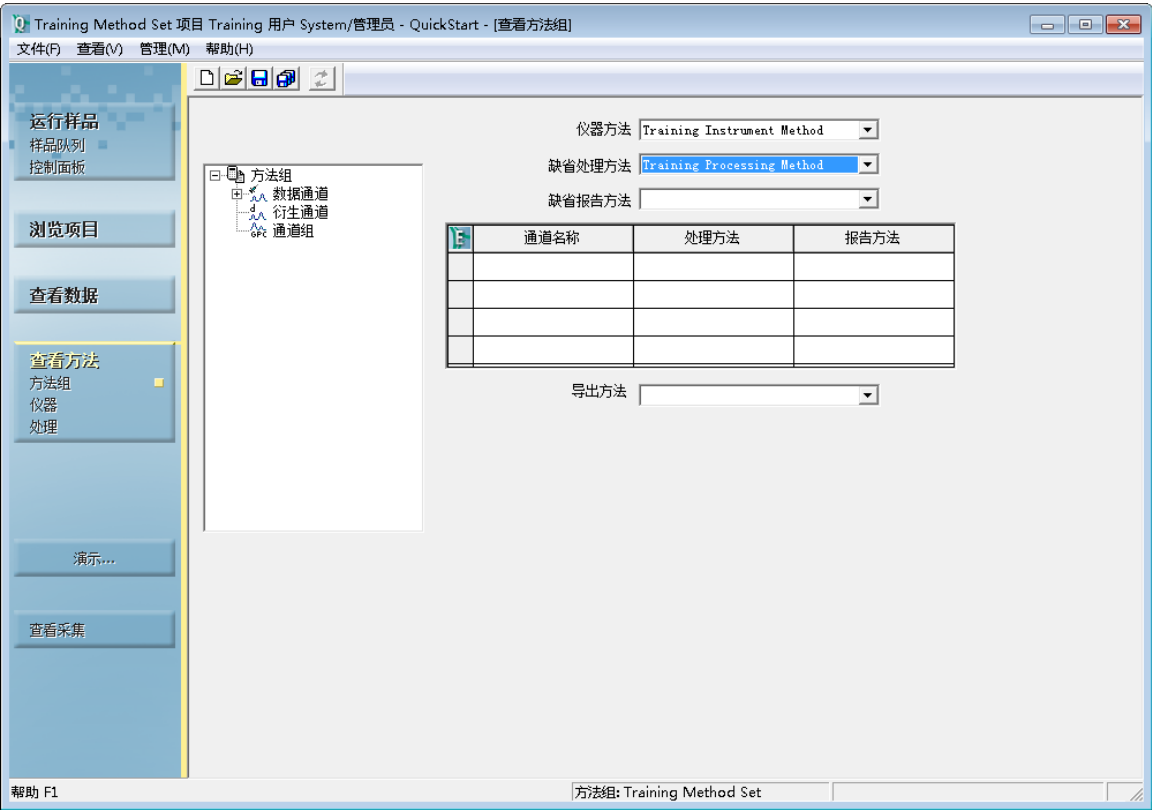 Training Method Set 项目 Training 用户 System/管理员 - QuickStart - [查看方法组]
文件(F) 查看(V) 管理(M) 帮助(H)
运行样品
样品队列
控制面板
浏览项目
查看数据
查看方法
方法组
仪器
处理
演示...
查看采集
方法组
数据通道
衍生通道
通道组
仪器方法 Training Instrument Method
缺省处理方法 Training Processing Method
缺省报告方法
通道名称 处理方法 报告方法
导出方法
帮助 F1 方法组: Training Method Set